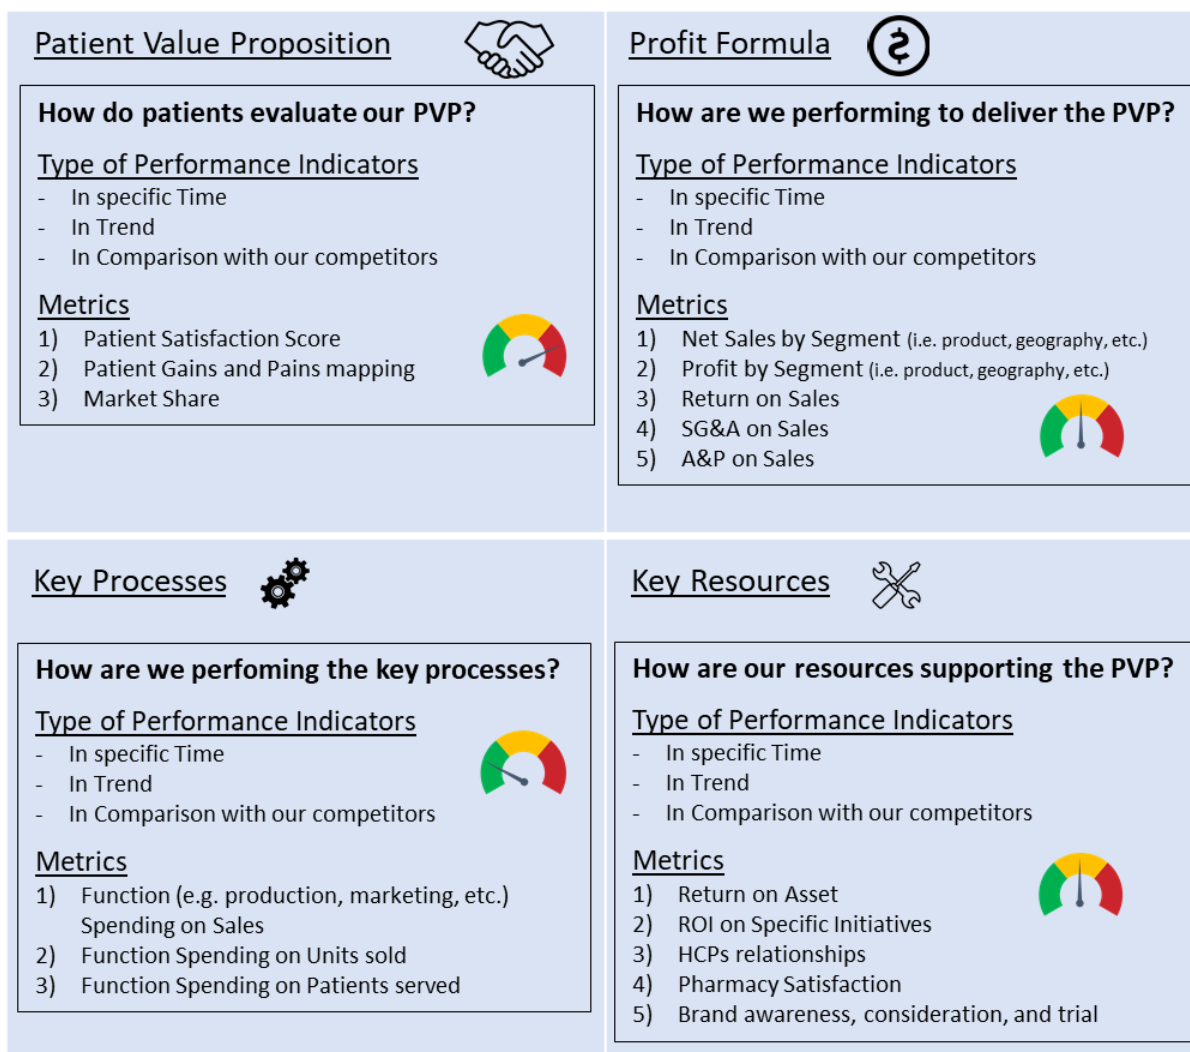 Patient Value Proposition
How do patients evaluate our PVP?
Type of Performance Indicators
- In specific Time
- In Trend
- In Comparison with our competitors
Metrics
1) Patient Satisfaction Score
2) Patient Gains and Pains mapping
3) Market Share
Profit Formula
How are we performing to deliver the PVP?
Type of Performance Indicators
- In specific Time
- In Trend
- In Comparison with our competitors
Metrics
1) Net Sales by Segment (i.e. product, geography, etc.)
2) Profit by Segment (i.e. product, geography, etc.)
3) Return on Sales
4) SG&A on Sales
5) A&P on Sales
Key Processes
How are we perfoming the key processes?
Type of Performance Indicators
- In specific Time
- In Trend
- In Comparison with our competitors
Metrics
1) Function (e.g. production, marketing, etc.)
Spending on Sales
2) Function Spending on Units sold
3) Function Spending on Patients served
Key Resources
How are our resources supporting the PVP?
Type of Performance Indicators
- In specific Time
- In Trend
- In Comparison with our competitors
Metrics
1) Return on Asset
2) ROI on Specific Initiatives
3) HCPs relationships
4) Pharmacy Satisfaction
5) Brand awareness, consideration, and trial